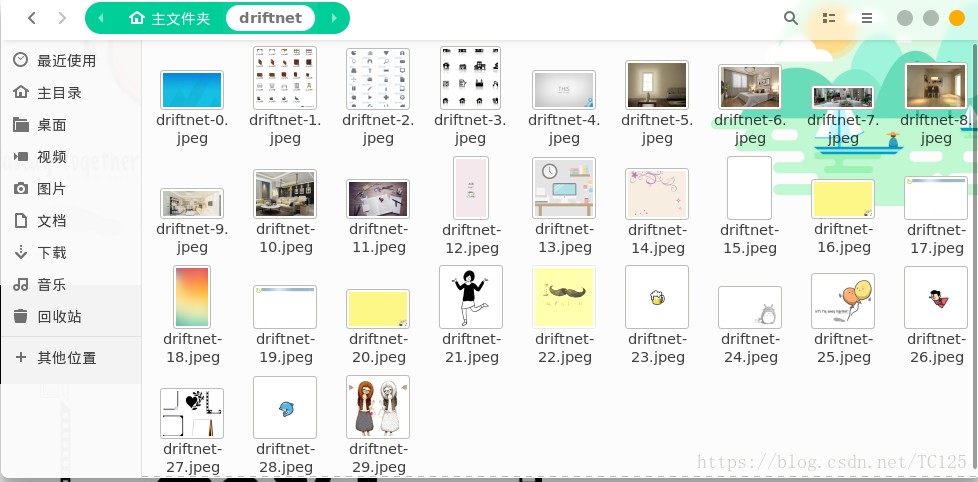 主文件夹 driftnet
最近使用
主目录
桌面
视频
图片
文档
下载
音乐
回收站
其他位置
driftnet-0.
jpeg
driftnet-1.
jpeg
driftnet-2.
jpeg
driftnet-3.
jpeg
driftnet-4.
jpeg
driftnet-5.
jpeg
driftnet-6.
jpeg
driftnet-7.
jpeg
driftnet-8.
jpeg
driftnet-9.
jpeg
driftnet-
10.jpeg
driftnet-
11.jpeg
driftnet-
12.jpeg
driftnet-
13.jpeg
driftnet-
14.jpeg
driftnet-
15.jpeg
driftnet-
16.jpeg
driftnet-
17.jpeg
driftnet-
18.jpeg
driftnet-
19.jpeg
driftnet-
20.jpeg
driftnet-
21.jpeg
driftnet-
22.jpeg
driftnet-
23.jpeg
driftnet-
24.jpeg
driftnet-
25.jpeg
driftnet-
26.jpeg
driftnet-
27.jpeg
driftnet-
28.jpeg
driftnet-
29.jpeg
https://blog.csdn.net/TC125